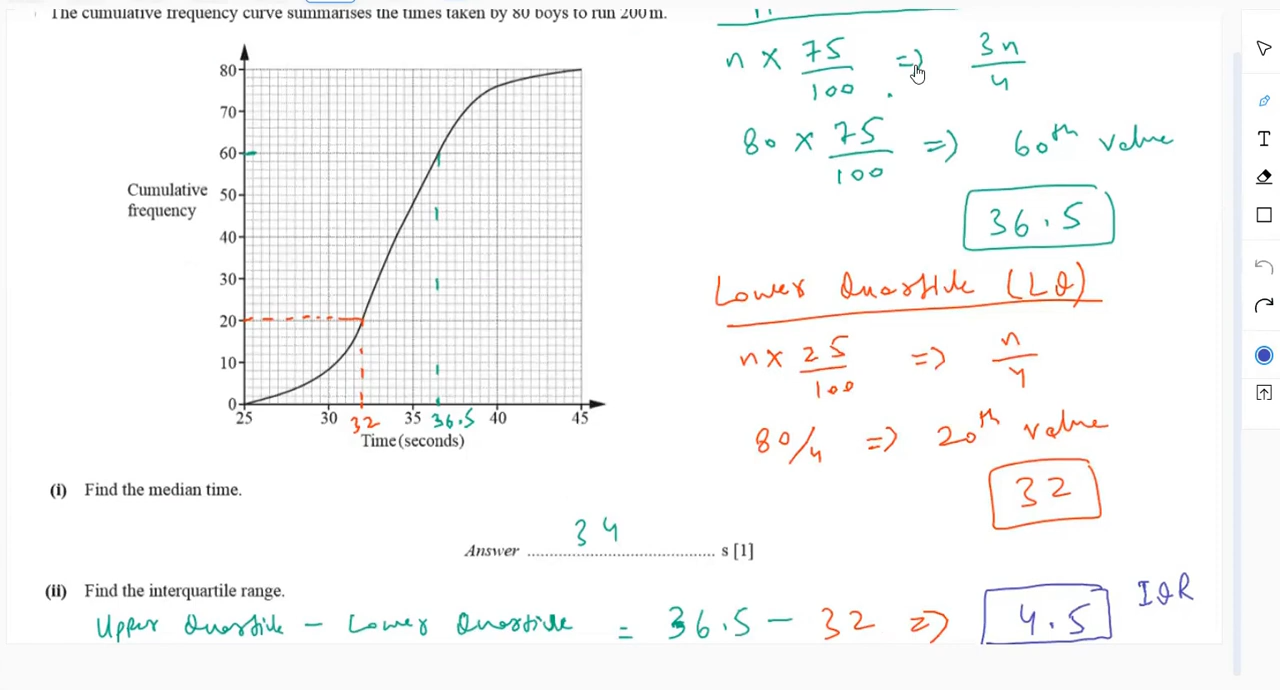 The cumulative frequency curve summarises the times taken by 80 boys to run 200 m.
n × 75/100 . => 3n/4
80 × 75/100 => 60th value
36.5
Lower Quartile (LQ)
n × 25/100 => n/4
80/4 => 20th value
32
80
70
60
50
40
30
20
10
0
Cumulative
frequency
25 30 32 35 36.5 40 45
Time (seconds)
(i) Find the median time.
34
Answer ........................................ s [1]
(ii) Find the interquartile range.
Upper Quartile - Lower Quartile = 36.5 - 32 => 4.5 IQR
T